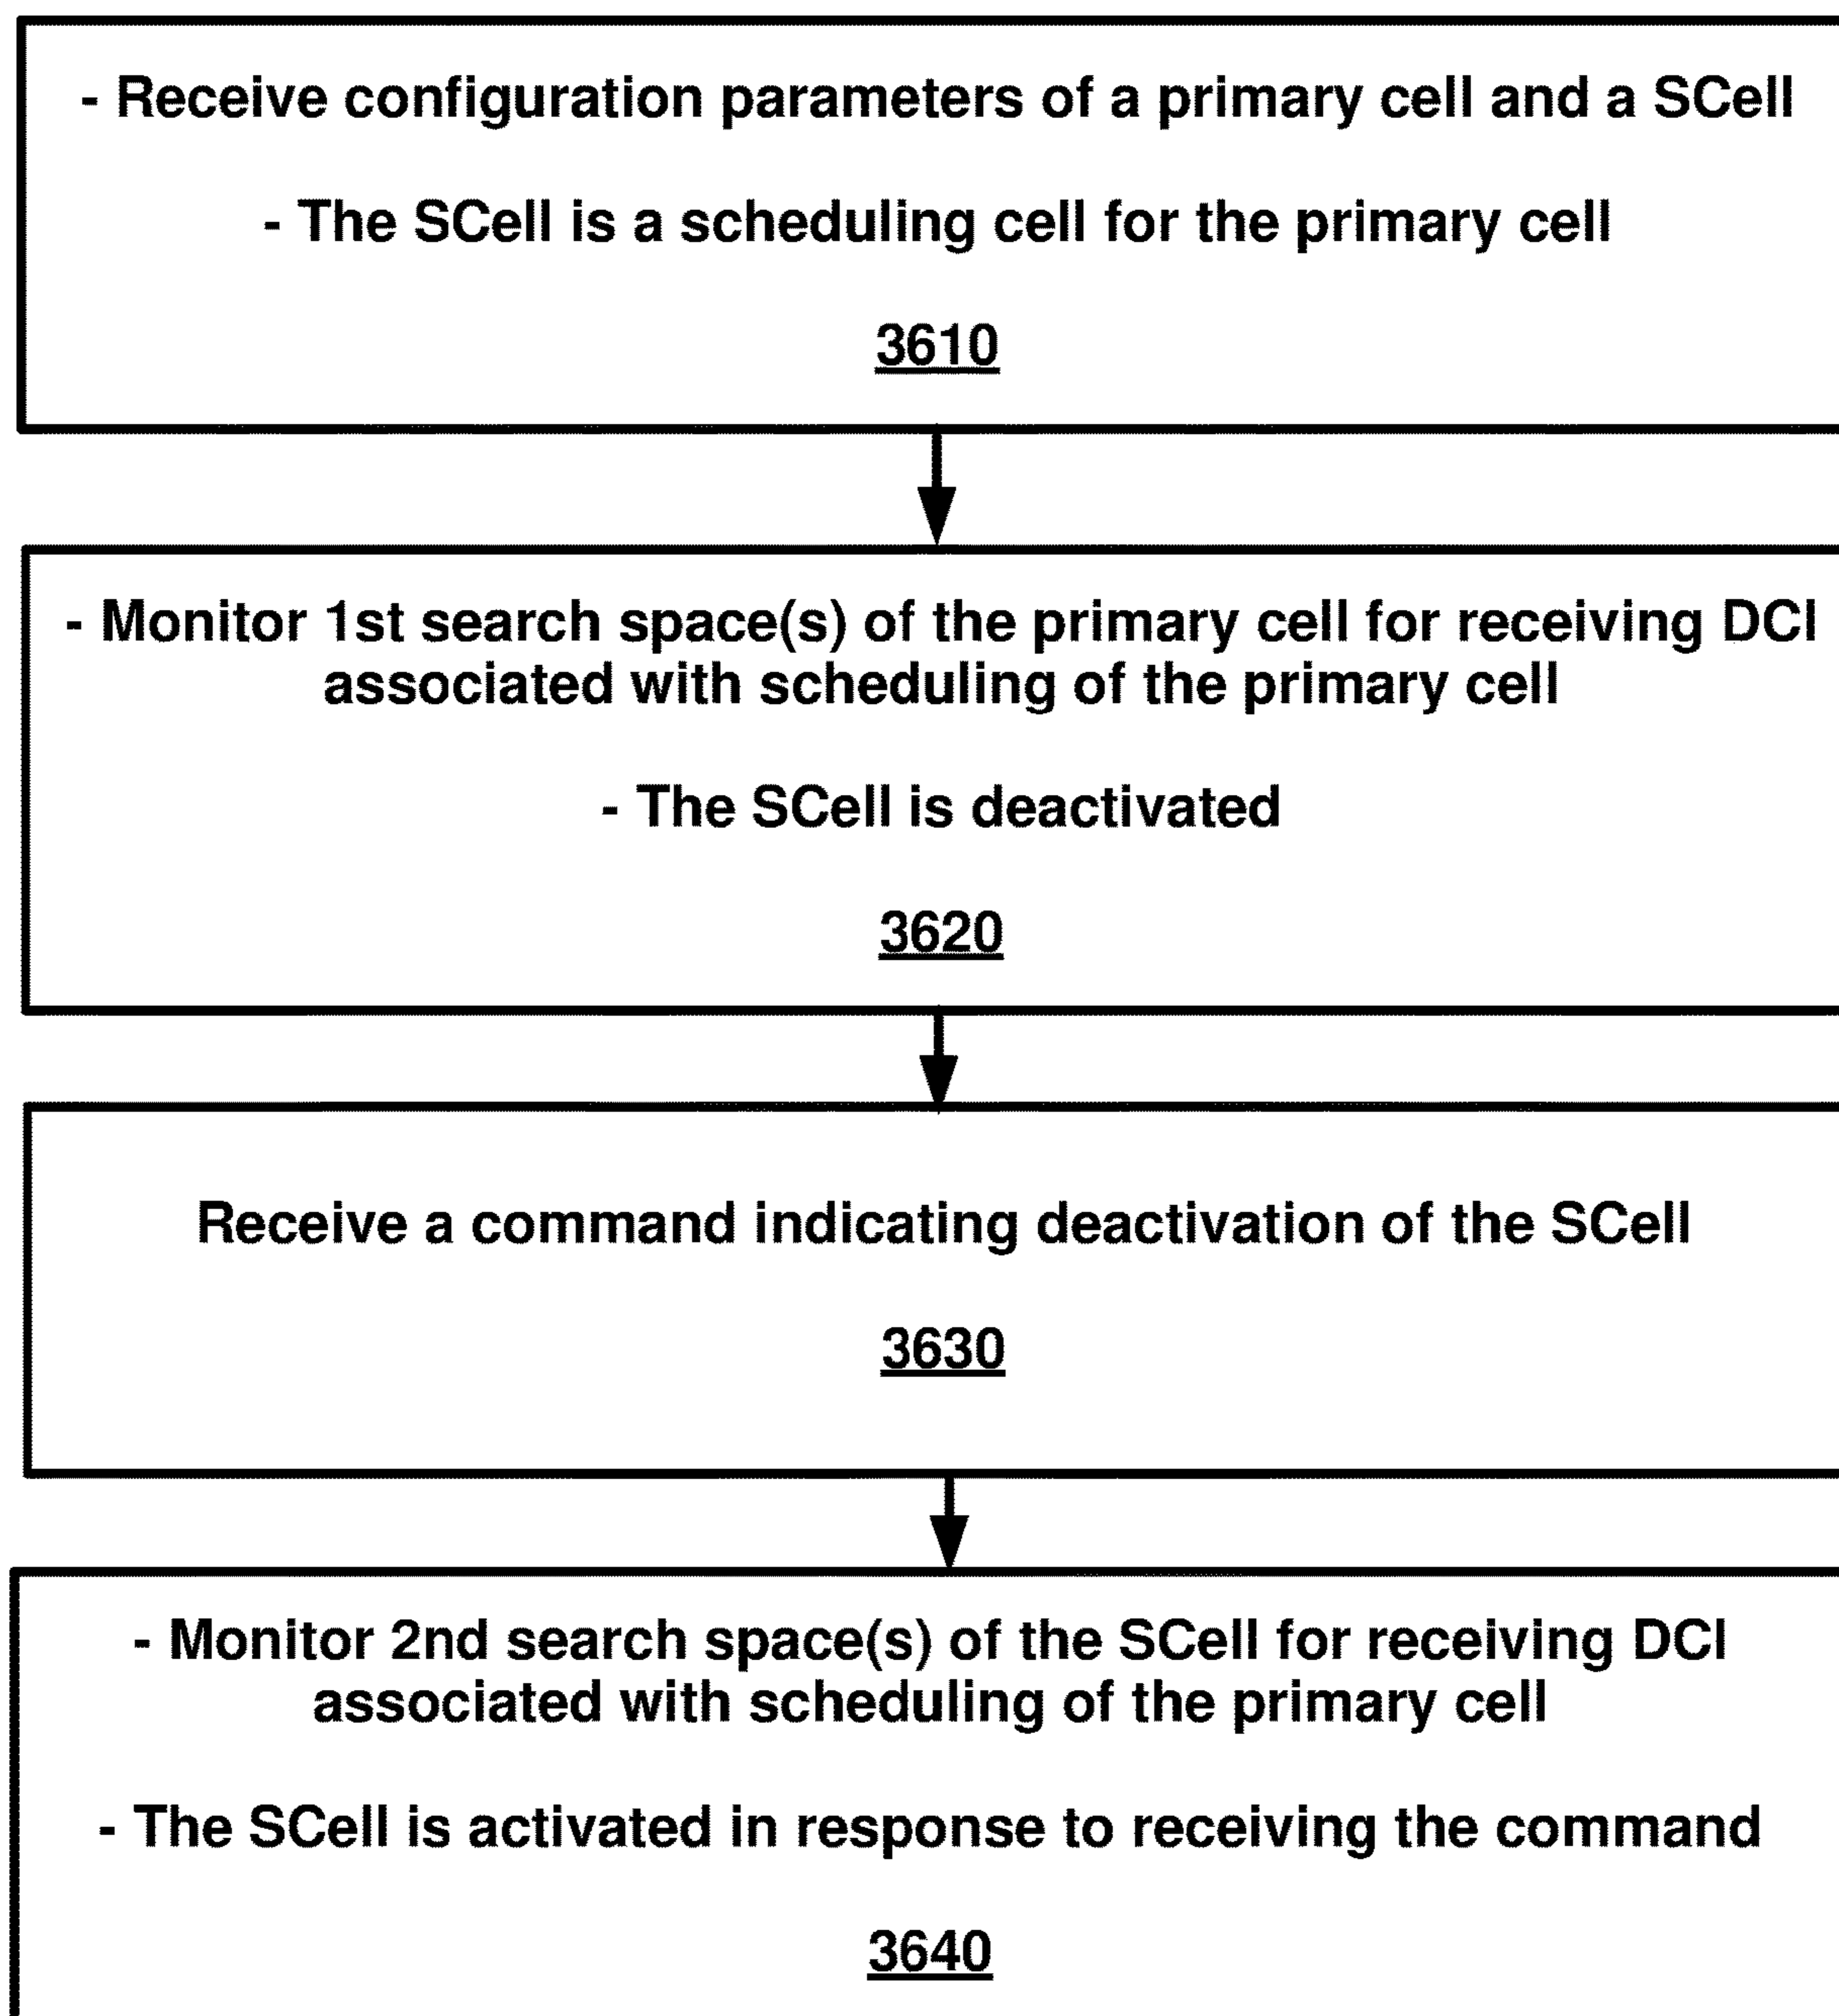 - Receive configuration parameters of a primary cell and a SCell
- The SCell is a scheduling cell for the primary cell
3610
- Monitor 1st search space(s) of the primary cell for receiving DCI
associated with scheduling of the primary cell
- The SCell is deactivated
3620
Receive a command indicating deactivation of the SCell
3630
- Monitor 2nd search space(s) of the SCell for receiving DCI
associated with scheduling of the primary cell
- The SCell is activated in response to receiving the command
3640